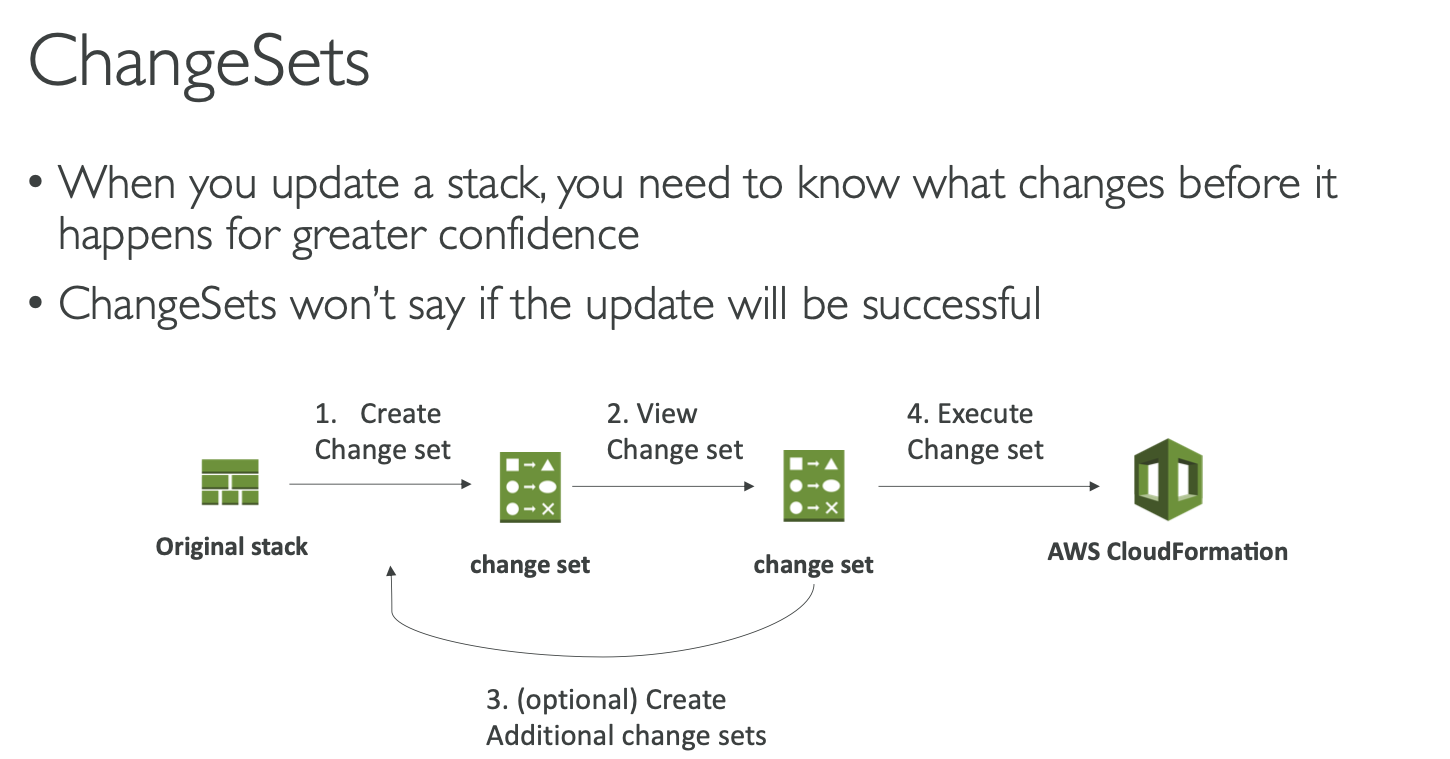 ChangeSets
• When you update a stack, you need to know what changes before it
happens for greater confidence
• ChangeSets won't say if the update will be successful
1. Create
Change set
2. View
Change set
4. Execute
Change set
Original stack
change set
change set
AWS CloudFormation
3. (optional) Create
Additional change sets